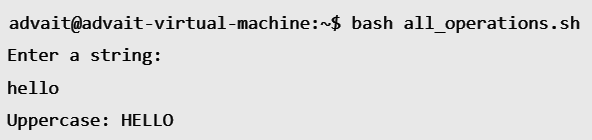 advait@advait-virtual-machine:~$ bash all_operations.sh
Enter a string:
hello
Uppercase: HELLO